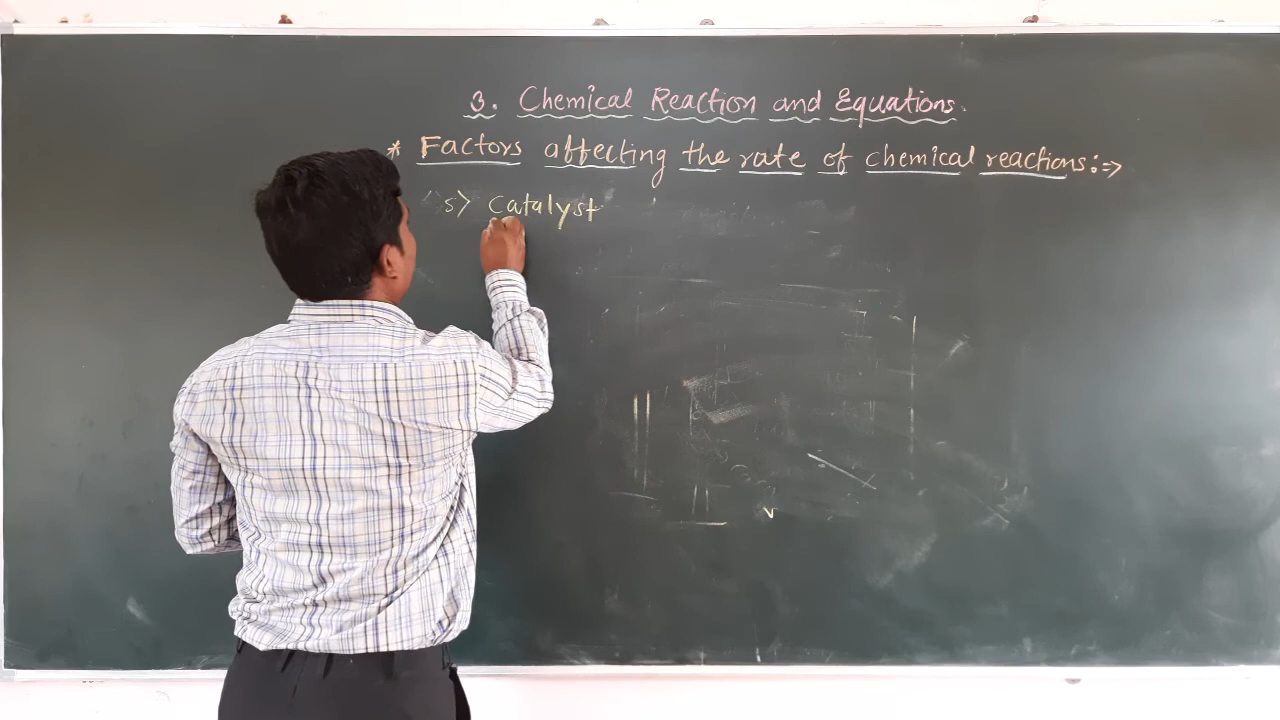 3. Chemical Reaction and Equations.
* Factors affecting the rate of chemical reactions :->
5> Catalyst